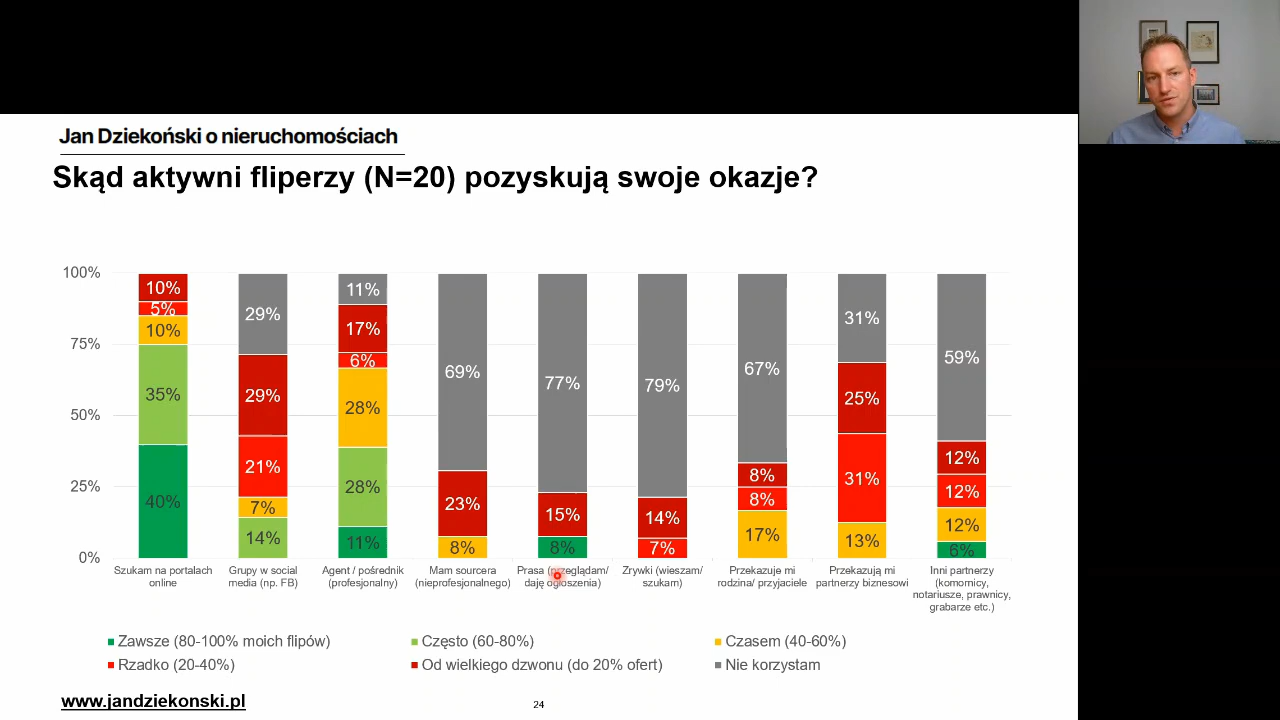 Jan Dziekoński o nieruchomościach
Skąd aktywni fliperzy (N=20) pozyskują swoje okazje?
100%
75%
50%
25%
0%
10%
5%
10%
35%
40%
29%
29%
21%
7%
14%
11%
17%
6%
28%
28%
11%
69%
23%
8%
77%
15%
8%
79%
14%
7%
67%
8%
8%
17%
31%
25%
31%
13%
59%
12%
12%
12%
6%
Szukam na portalach
online
Grupy w social
media (np. FB)
Agent / pośrednik
(profesjonalny)
Mam sourcera
(nieprofesjonalnego)
Prasa (przeglądam/
daję ogłoszenia)
Zrywki (wieszam/
szukam)
Przekazuje mi
rodzina/ przyjaciele
Przekazują mi
partnerzy biznesowi
Inni partnerzy
(komornicy,
notariusze, prawnicy,
grabarze etc.)
Zawsze (80-100% moich flipów)
Często (60-80%)
Czasem (40-60%)
Rzadko (20-40%)
Od wielkiego dzwonu (do 20% ofert)
Nie korzystam
www.jandziekonski.pl
24